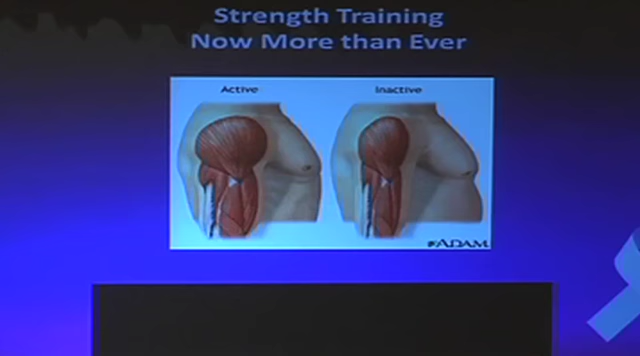 Strength Training
Now More than Ever
Active
Inactive
ADAM